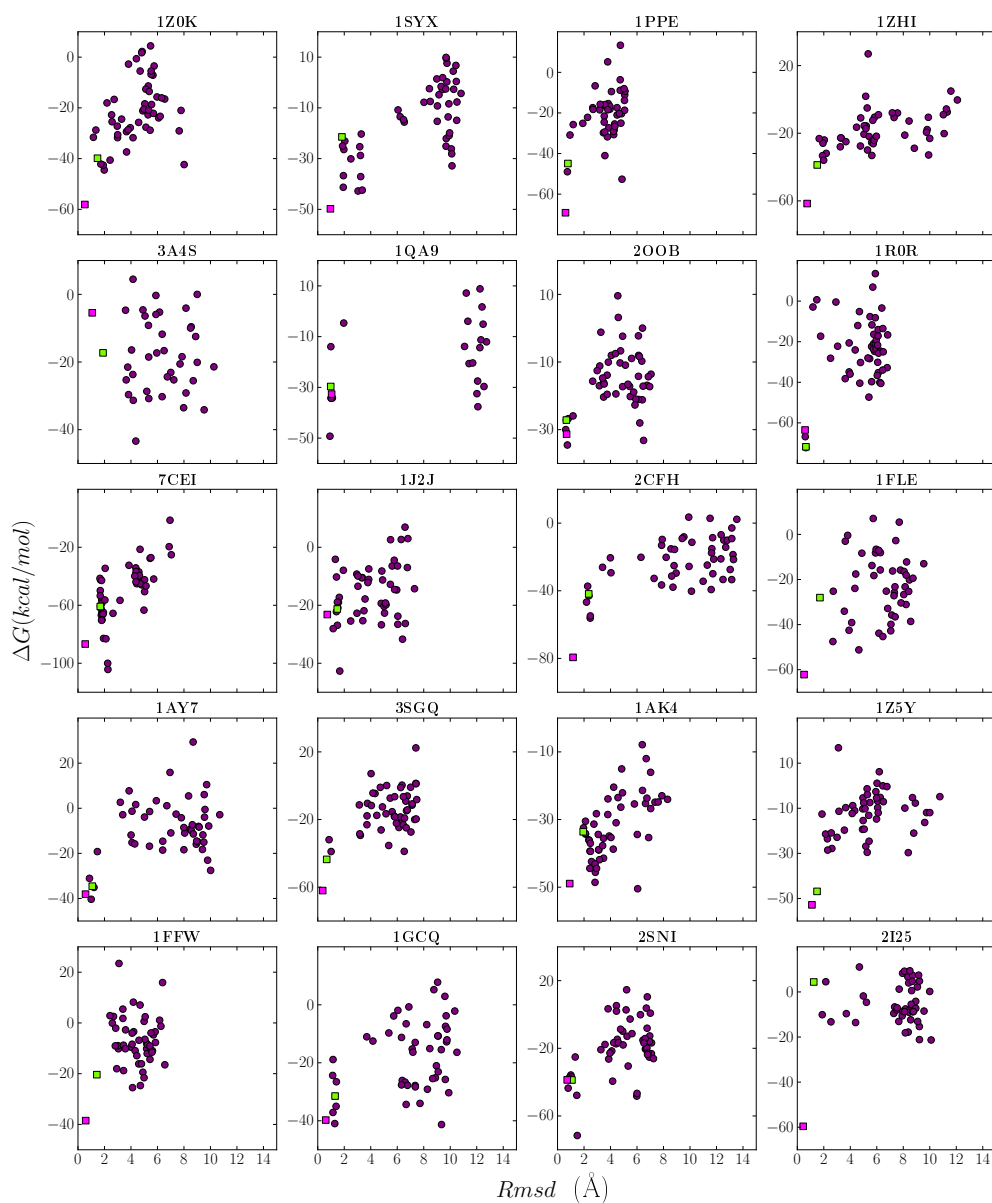 1Z0K 1SYX 1PPE 1ZHI
0 −20 −40 −60
10 −10 −30 −50
0 −20 −40 −60
20 −20 −60
3A4S 1QA9 2OOB 1R0R
0 −20 −40
10 −10 −30 −50
10 −10 −30
0 −20 −40 −60
7CEI 1J2J 2CFH 1FLE
−20 −60 −100
0 −20 −40
0 −40 −80
0 −20 −40 −60
ΔG(kcal/mol)
1AY7 3SGQ 1AK4 1Z5Y
20 0 −20 −40
20 −20 −60
−10 −30 −50
10 −10 −30 −50
1FFW 1GCQ 2SNI 2I25
20 0 −20 −40
0 −20 −40
20 −20 −60
0 −20 −40 −60
0 2 4 6 8 10 12 14 0 2 4 6 8 10 12 14 0 2 4 6 8 10 12 14 0 2 4 6 8 10 12 14
Rmsd (Å)